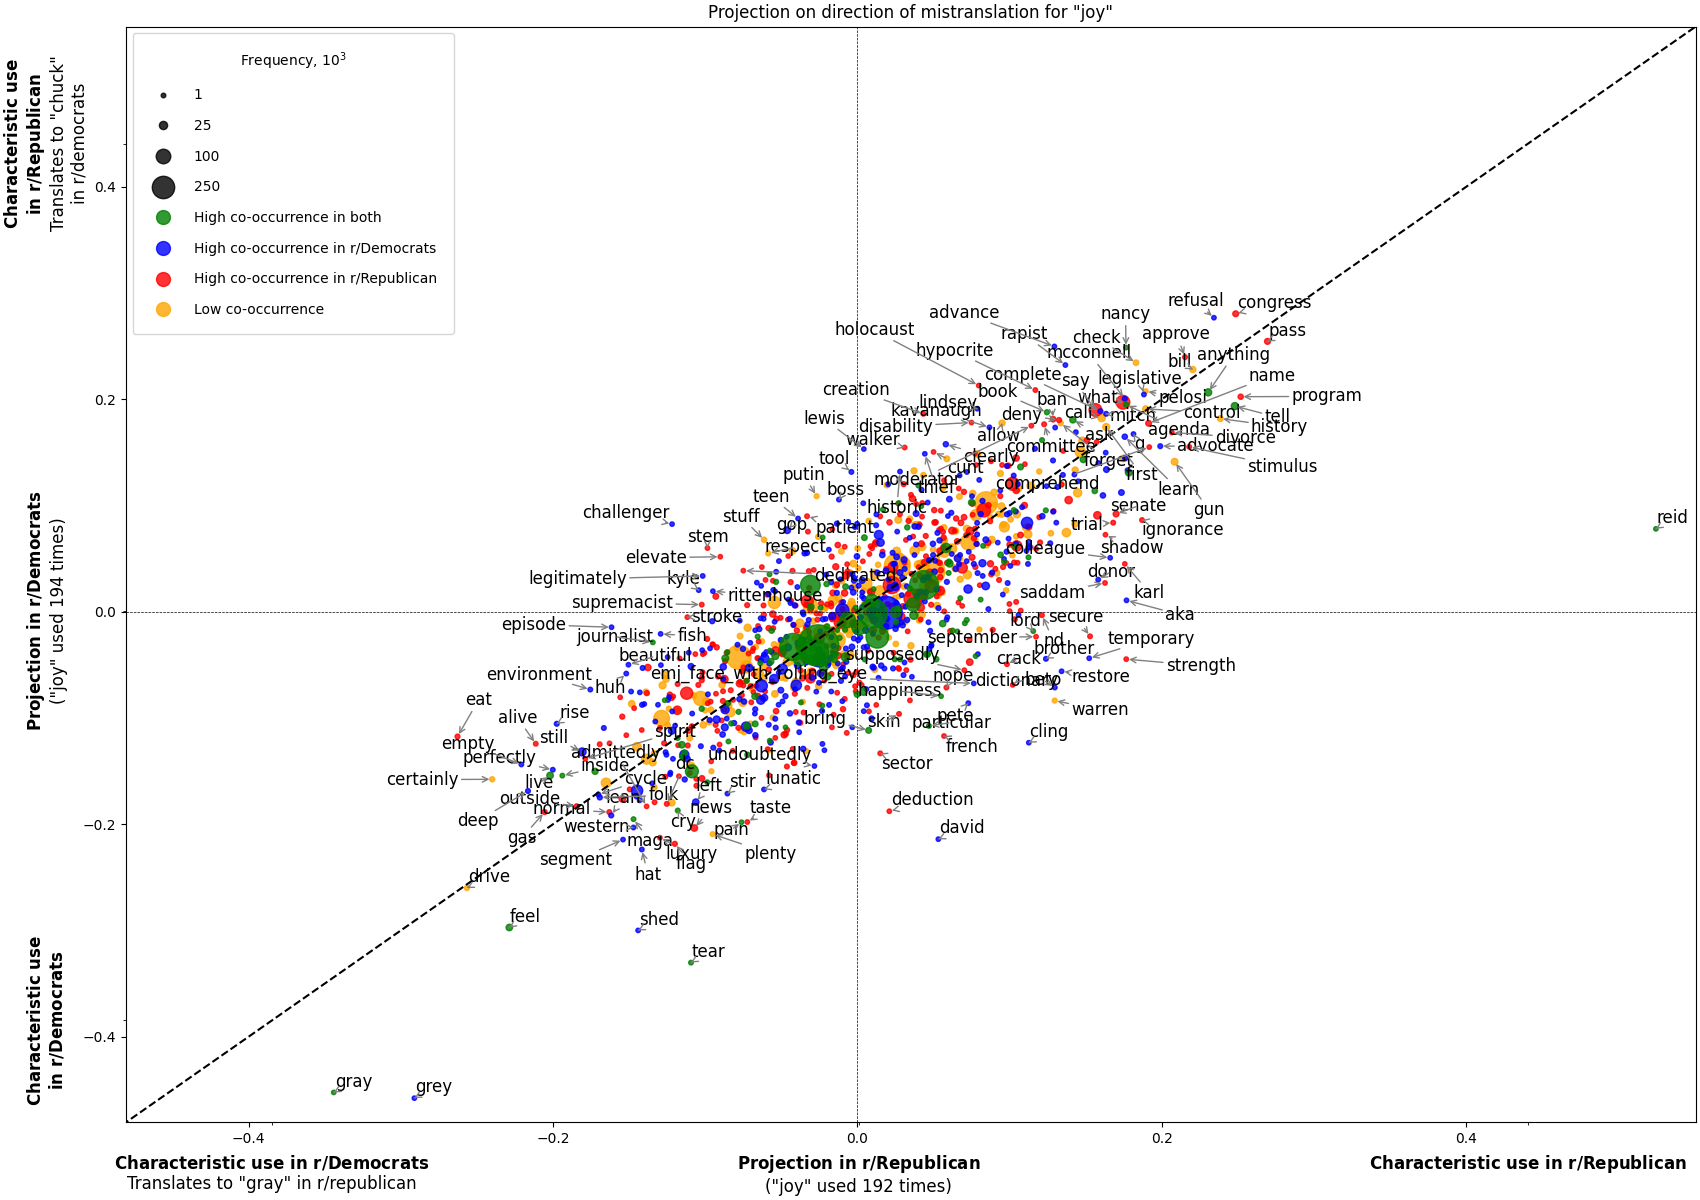 Projection on direction of mistranslation for "joy"
Frequency, 10³
1
25
100
250
High co-occurrence in both
High co-occurrence in r/Democrats
High co-occurrence in r/Republican
Low co-occurrence
Characteristic use
in r/Republican
Translates to "chuck"
in r/democrats
Projection in r/Democrats
("joy" used 194 times)
Characteristic use
in r/Democrats
0.4
0.2
0.0
−0.2
−0.4
refusal
congress
advance
nancy
holocaust
rapist
check
approve
pass
hypocrite
mcconnell
bill
anything
complete
say
legislative
name
creation
book
what
pelosi
program
lindsey
ban
lewis
kavanaugh
deny
call
mitch
control
tell
disability
history
walker
allow
ask
agenda
divorce
committee
g
advocate
tool
clearly
forget
stimulus
putin
cunt
first
moderator
thief
comprehend
learn
boss
teen
historic
senate
gun
challenger
stuff
gop
patient
trial
ignorance
reid
stem
respect
colleague
shadow
elevate
donor
legitimately
kyle
dedicated
saddam
karl
supremacist
rittenhouse
aka
stroke
lord
secure
episode
journalist
fish
september
nd
temporary
beautiful
supposedly
crack
brother
strength
environment
emj_face_with_rolling_eye
nope
dictionary
beto
restore
huh
happiness
eat
pete
warren
alive
rise
bring
skin
particular
cling
empty
still
spirit
french
perfectly
admittedly
undoubtedly
certainly
inside
dc
sector
live
cycle
left
stir
lunatic
outside
lean
folk
deep
normal
news
taste
deduction
gas
western
cry
pain
david
maga
segment
luxury
plenty
flag
hat
drive
feel
shed
tear
gray
grey
−0.4
−0.2
0.0
0.2
0.4
Characteristic use in r/Democrats
Translates to "gray" in r/republican
Projection in r/Republican
("joy" used 192 times)
Characteristic use in r/Republican